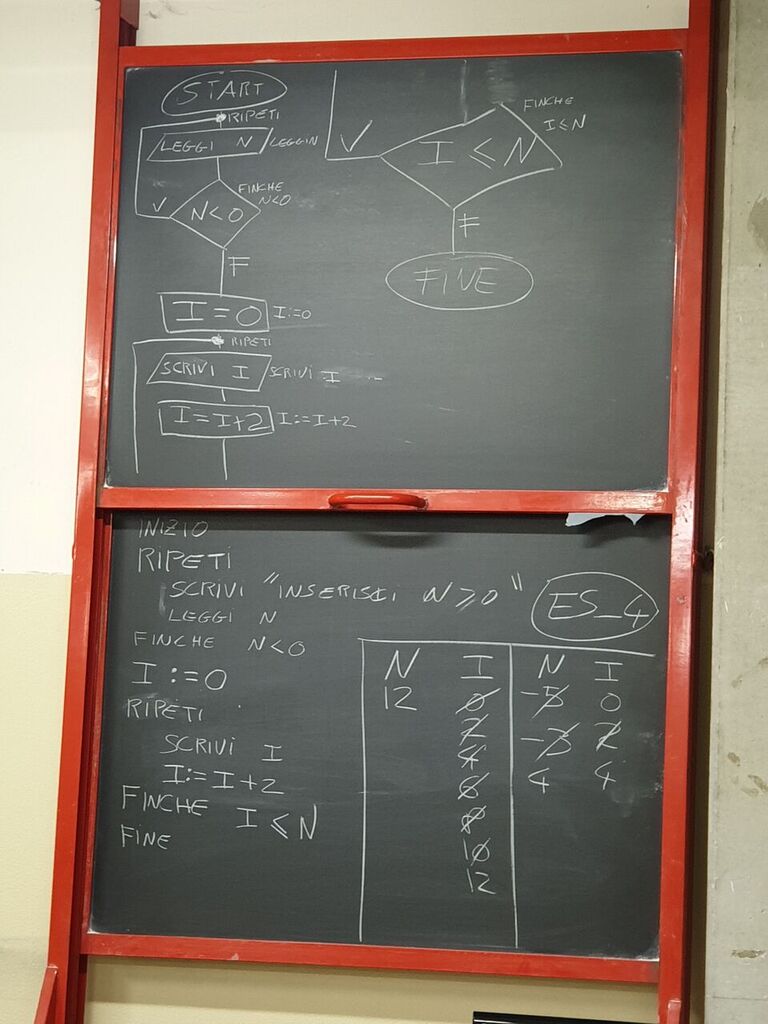 START
RIPETI
LEGGI N LEGGI N
FINCHE
N<0
V N<0
F
I=0 I:=0
RIPETI
SCRIVI I SCRIVI I
I=I+2 I:=I+2
FINCHE
I≤N
V I≤N
F
FINE
INIZIO
RIPETI
SCRIVI "INSERISCI N≥0"
LEGGI N
FINCHE N<0
I:=0
RIPETI
SCRIVI I
I:=I+2
FINCHE I≤N
FINE
ES_4
N I N I
12 0 -5 0
2 -3 2
4 4 4
6
8
10
12